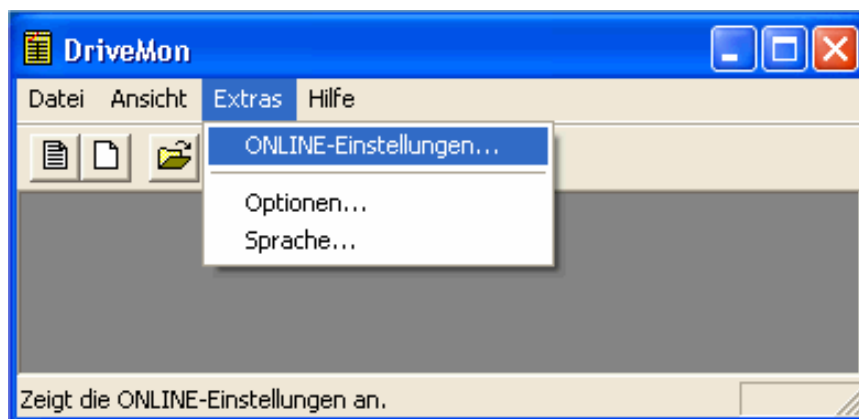 DriveMon
Datei Ansicht Extras Hilfe
ONLINE-Einstellungen...
Optionen...
Sprache...
Zeigt die ONLINE-Einstellungen an.